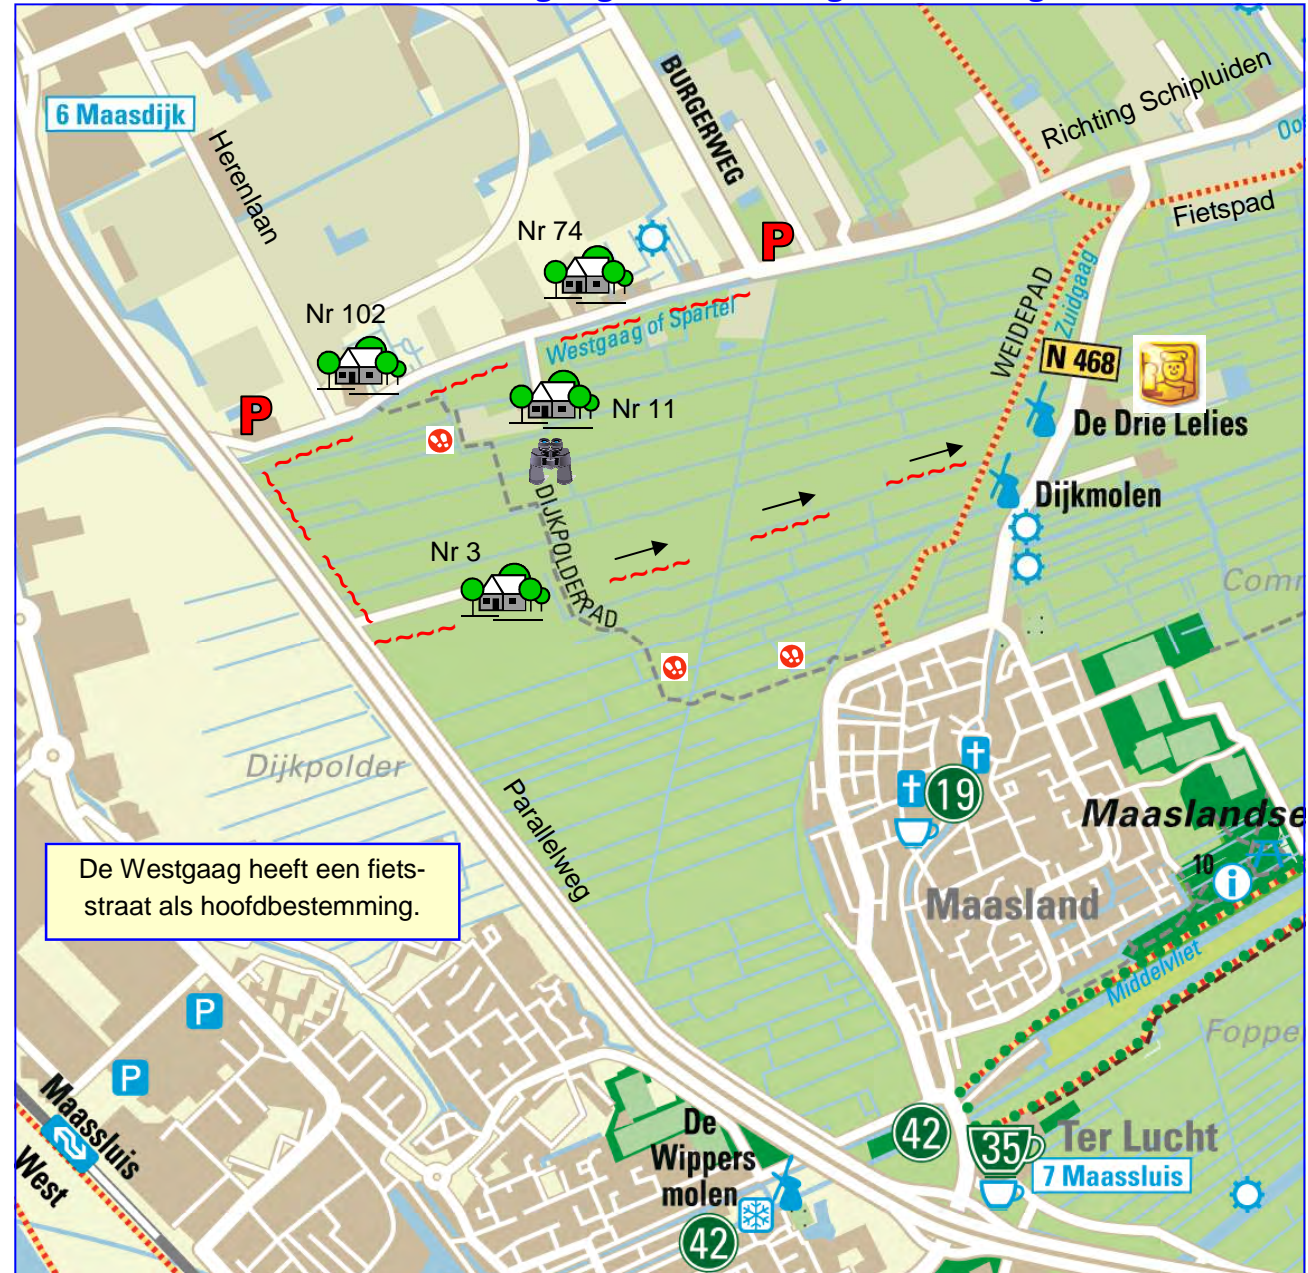 BURGERWEG
Richting Schipluiden
6 Maasdijk
Herenlaan
Fietspad
Nr 74
P
WEIDEPAD
Zuidgaag
Nr 102
Westgaag of Spartel
N 468
P
Nr 11
De Drie Lelies
DIJKPOLDERPAD
Dijkmolen
Nr 3
Dijkpolder
Parallelweg
19
Maaslandse
10
i
De Westgaag heeft een fiets-
straat als hoofdbestemming.
Maasland
Middelvliet
P
P
Maassluis
West
De
Wippers
molen
42
42
35
Ter Lucht
7 Maassluis